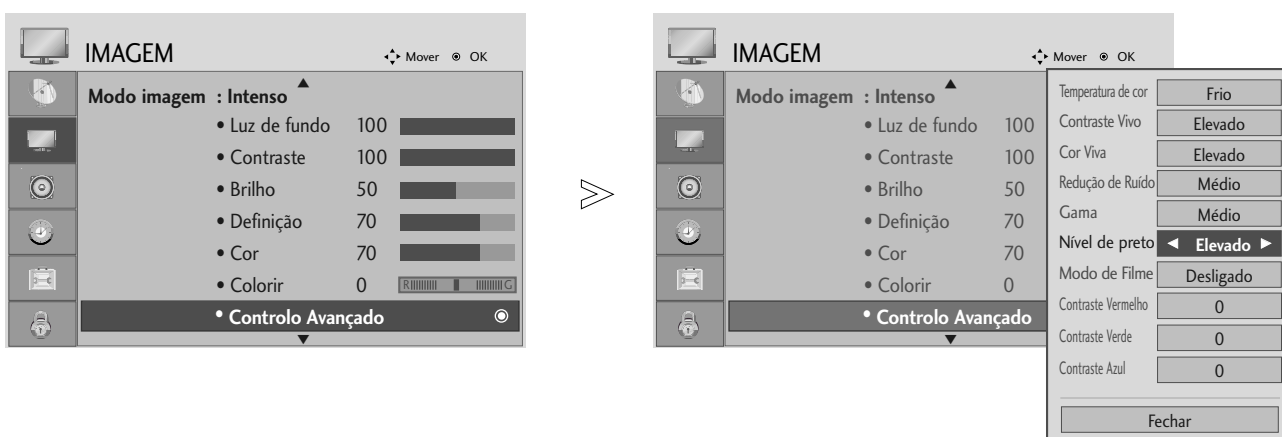 IMAGEM Mover OK
Modo imagem : Intenso
• Luz de fundo 100
• Contraste 100
• Brilho 50
• Definição 70
• Cor 70
• Colorir 0 R G
• Controlo Avançado
IMAGEM Mover OK
Modo imagem : Intenso
• Luz de fundo 100
• Contraste 100
• Brilho 50
• Definição 70
• Cor 70
• Colorir 0
• Controlo Avançado
Temperatura de cor Frio
Contraste Vivo Elevado
Cor Viva Elevado
Redução de Ruído Médio
Gama Médio
Nível de preto ◄ Elevado ►
Modo de Filme Desligado
Contraste Vermelho 0
Contraste Verde 0
Contraste Azul 0
Fechar